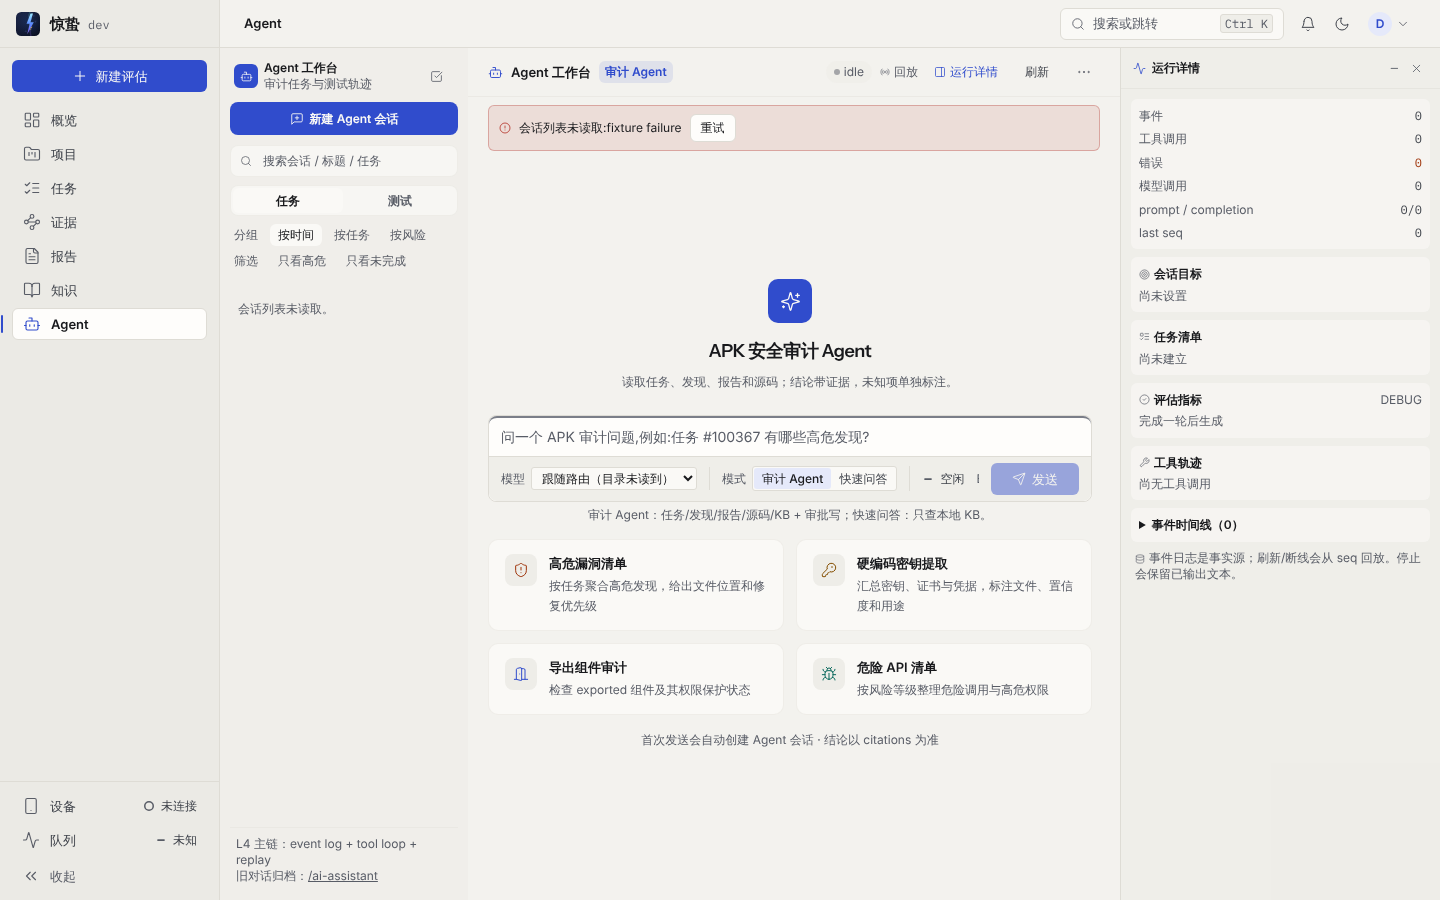 惊蛰 dev
Agent
搜索或跳转 Ctrl K
D
新建评估
概览
项目
任务
证据
报告
知识
Agent
设备 未连接
队列 未知
收起
Agent 工作台
审计任务与测试轨迹
新建 Agent 会话
搜索会话 / 标题 / 任务
任务 测试
分组 按时间 按任务 按风险
筛选 只看高危 只看未完成
会话列表未读取。
L4 主链：event log + tool loop +
replay
旧对话归档：/ai-assistant
Agent 工作台 审计 Agent
idle 回放 运行详情 刷新
会话列表未读取:fixture failure 重试
APK 安全审计 Agent
读取任务、发现、报告和源码；结论带证据，未知项单独标注。
问一个 APK 审计问题,例如:任务 #100367 有哪些高危发现?
模型 跟随路由（目录未读到） 模式 审计 Agent 快速问答 空闲 发送
审计 Agent：任务/发现/报告/源码/KB + 审批写；快速问答：只查本地 KB。
高危漏洞清单
按任务聚合高危发现，给出文件位置和修
复优先级
硬编码密钥提取
汇总密钥、证书与凭据，标注文件、置信
度和用途
导出组件审计
检查 exported 组件及其权限保护状态
危险 API 清单
按风险等级整理危险调用与高危权限
首次发送会自动创建 Agent 会话 · 结论以 citations 为准
运行详情
事件 0
工具调用 0
错误 0
模型调用 0
prompt / completion 0/0
last seq 0
会话目标
尚未设置
任务清单
尚未建立
评估指标 DEBUG
完成一轮后生成
工具轨迹
尚无工具调用
事件时间线（0）
事件日志是事实源；刷新/断线会从 seq 回放。停止
会保留已输出文本。